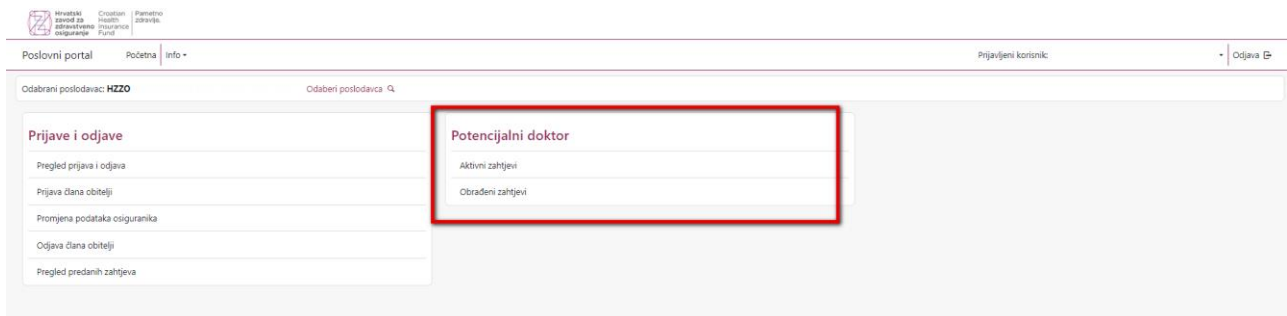 Hrvatski zavod za zdravstveno osiguranje
Croatian Health Insurance Fund
Pametno zdravlje.
Poslovni portal Početna Info Prijavljeni korisnik: Odjava
Odabrani poslodavac: HZZO Odaberi poslodavca
Prijave i odjave
Pregled prijava i odjava
Prijava člana obitelji
Promjena podataka osiguranika
Odjava člana obitelji
Pregled predanih zahtjeva
Potencijalni doktor
Aktivni zahtjevi
Obrađeni zahtjevi